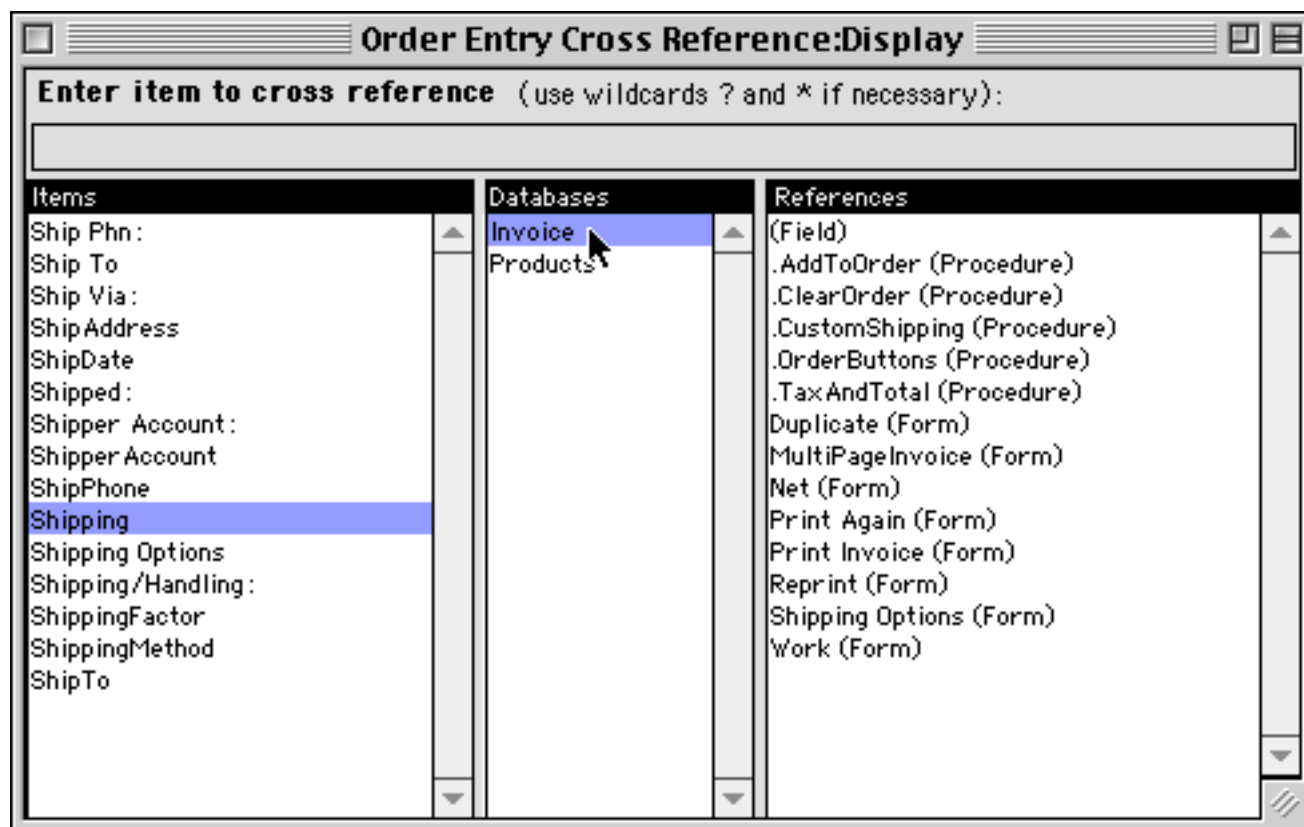 Order Entry Cross Reference:Display
Enter item to cross reference (use wildcards ? and * if necessary):
Items
Ship Phn:
Ship To
Ship Via:
ShipAddress
ShipDate
Shipped:
Shipper Account:
ShipperAccount
ShipPhone
Shipping
Shipping Options
Shipping/Handling:
ShippingFactor
ShippingMethod
ShipTo
Databases
Invoice
Products
References
(Field)
.AddToOrder (Procedure)
.ClearOrder (Procedure)
.CustomShipping (Procedure)
.OrderButtons (Procedure)
.TaxAndTotal (Procedure)
Duplicate (Form)
MultiPageInvoice (Form)
Net (Form)
Print Again (Form)
Print Invoice (Form)
Reprint (Form)
Shipping Options (Form)
Work (Form)